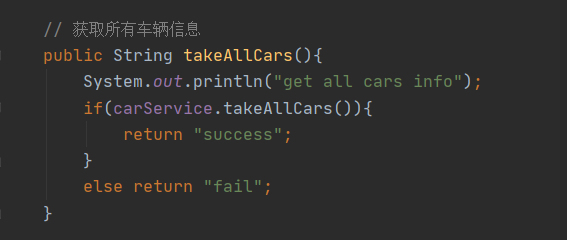 // 获取所有车辆信息
public String takeAllCars(){
System.out.println("get all cars info");
if(carService.takeAllCars()){
return "success";
}
else return "fail";
}